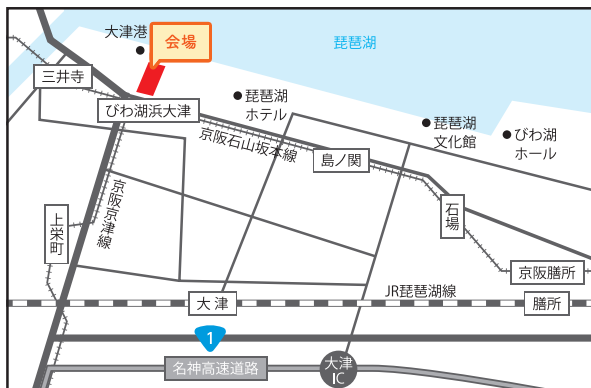 大津港
会場
琵琶湖
三井寺
びわ湖浜大津
琵琶湖
ホテル
琵琶湖
文化館
びわ湖
ホール
京阪石山坂本線
島ノ関
京阪京津線
石場
上栄町
京阪膳所
JR琵琶湖線
大津
膳所
1
名神高速道路
大津
IC